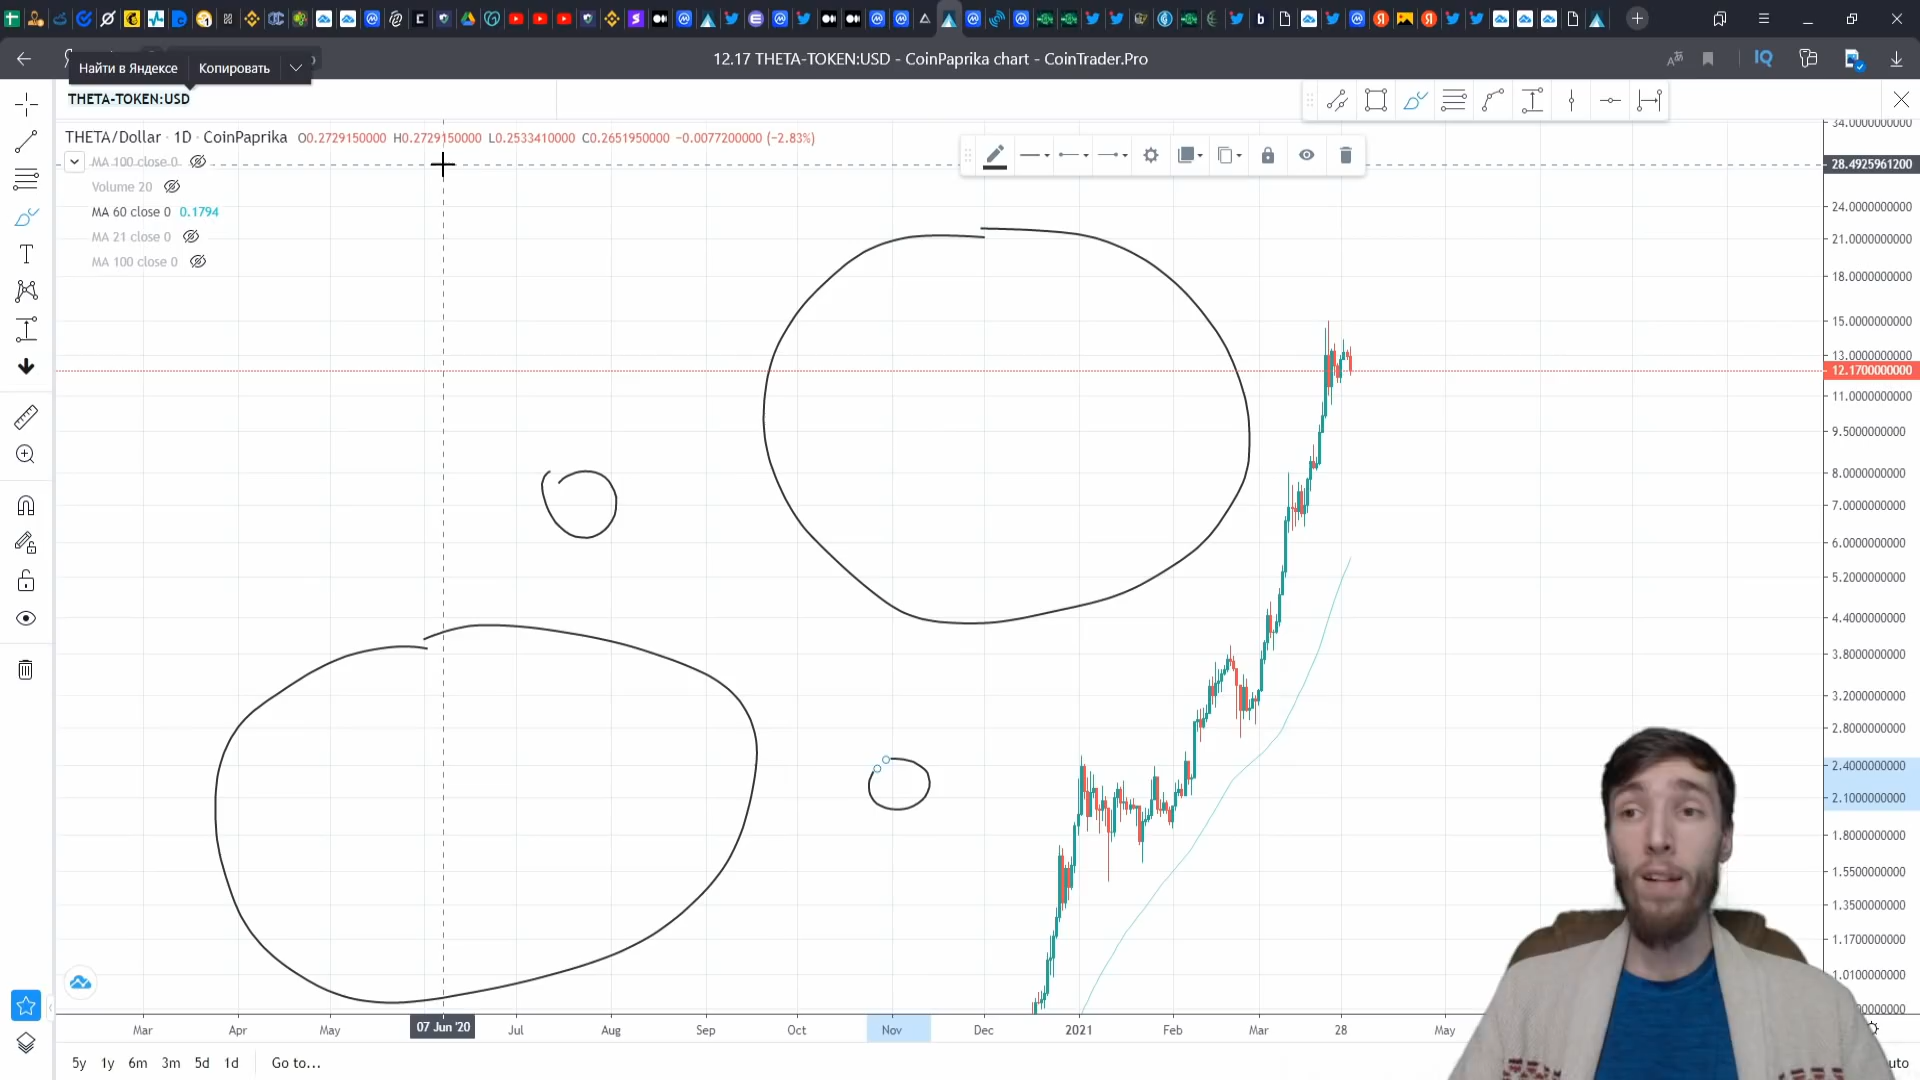 12.17 THETA-TOKEN:USD - CoinPaprika chart - CoinTrader.Pro
Найти в Яндексе
Копировать
THETA-TOKEN:USD
THETA/Dollar · 1D · CoinPaprika O0.2729150000 H0.2729150000 L0.2533410000 C0.2651950000 −0.0077200000 (−2.83%)
MA 100 close 0
Volume 20
MA 60 close 0 0.1794
MA 21 close 0
MA 100 close 0
34.0000000000
28.4925961200
24.0000000000
21.0000000000
18.0000000000
15.0000000000
13.0000000000
12.1700000000
11.0000000000
9.5000000000
8.0000000000
7.0000000000
6.0000000000
5.2000000000
4.4000000000
3.8000000000
3.2000000000
2.8000000000
2.4000000000
2.1000000000
1.8000000000
1.5500000000
1.3500000000
1.1700000000
1.0100000000
Mar Apr May 07 Jun '20 Jul Aug Sep Oct Nov Dec 2021 Feb Mar 28 May
5y 1y 6m 3m 5d 1d Go to...